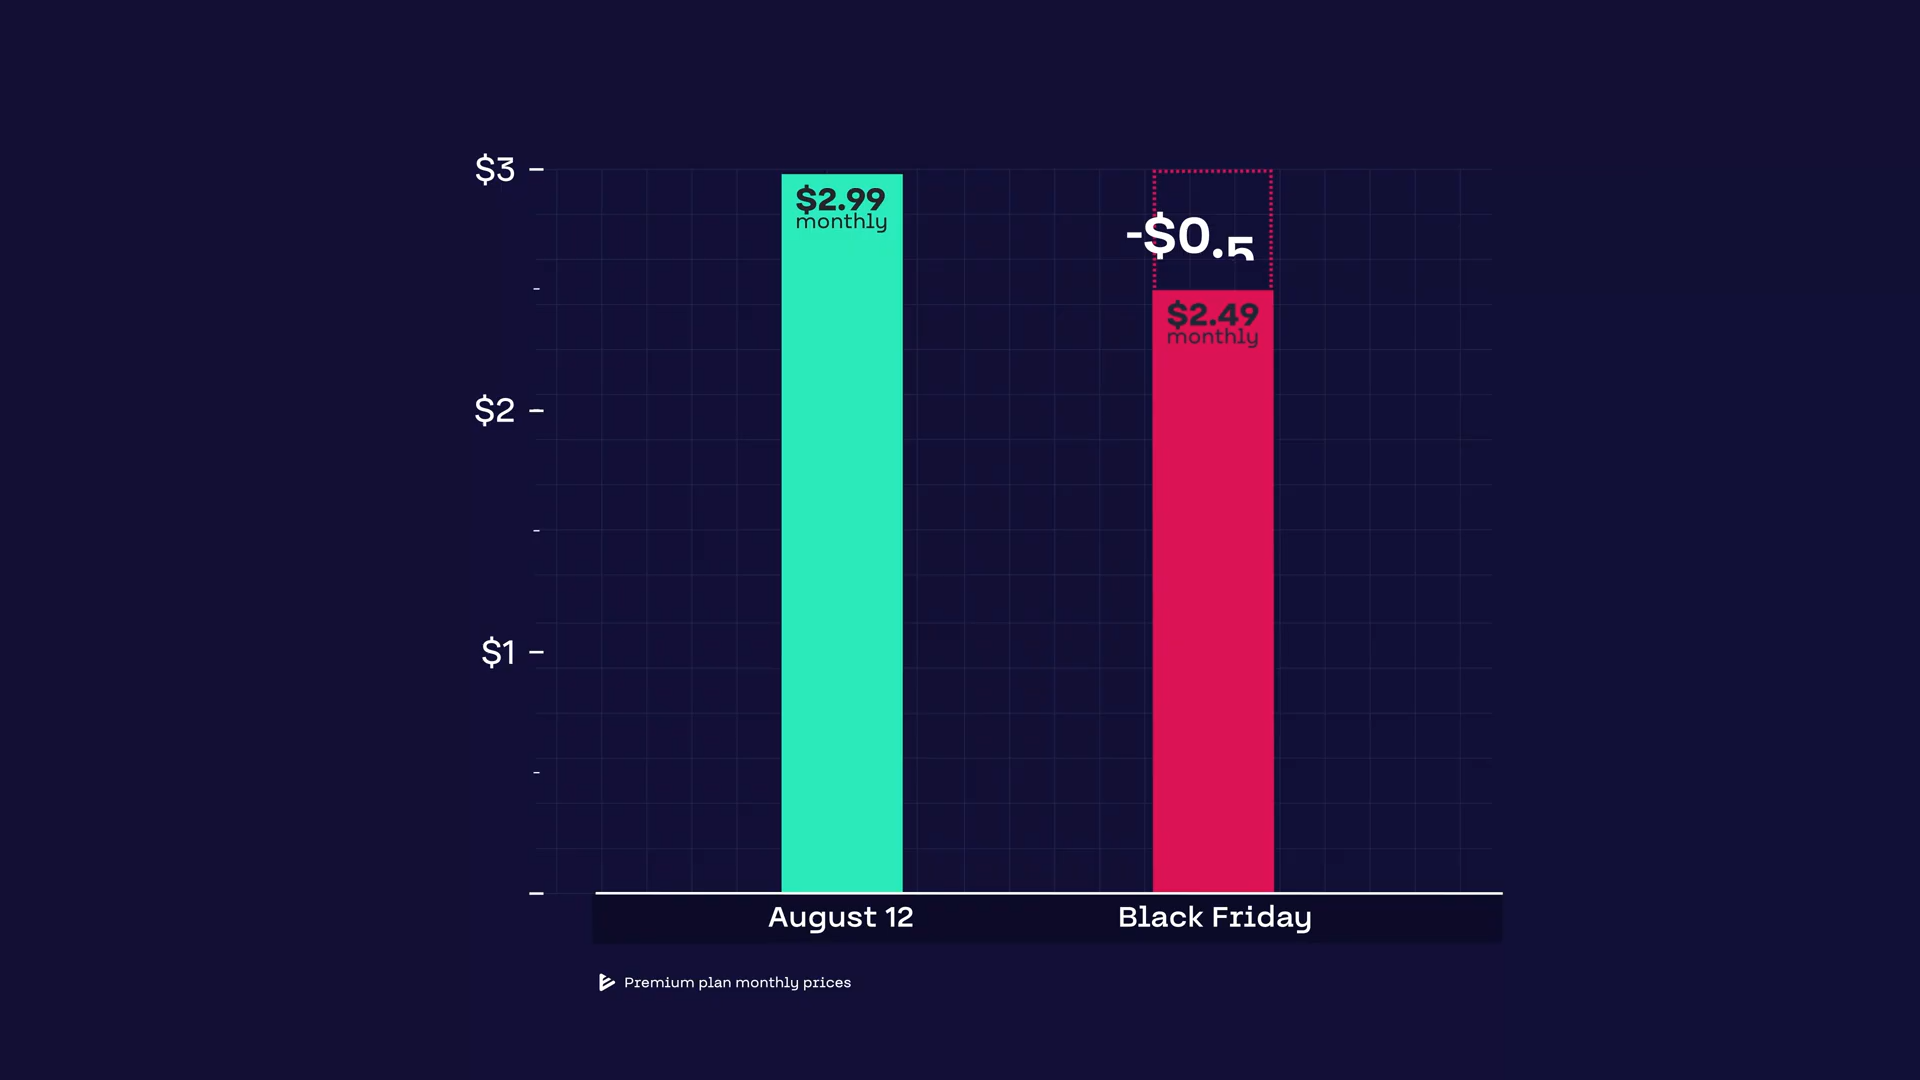 $3
$2.99
monthly
-$0.5
$2.49
monthly
$2
$1
August 12
Black Friday
Premium plan monthly prices